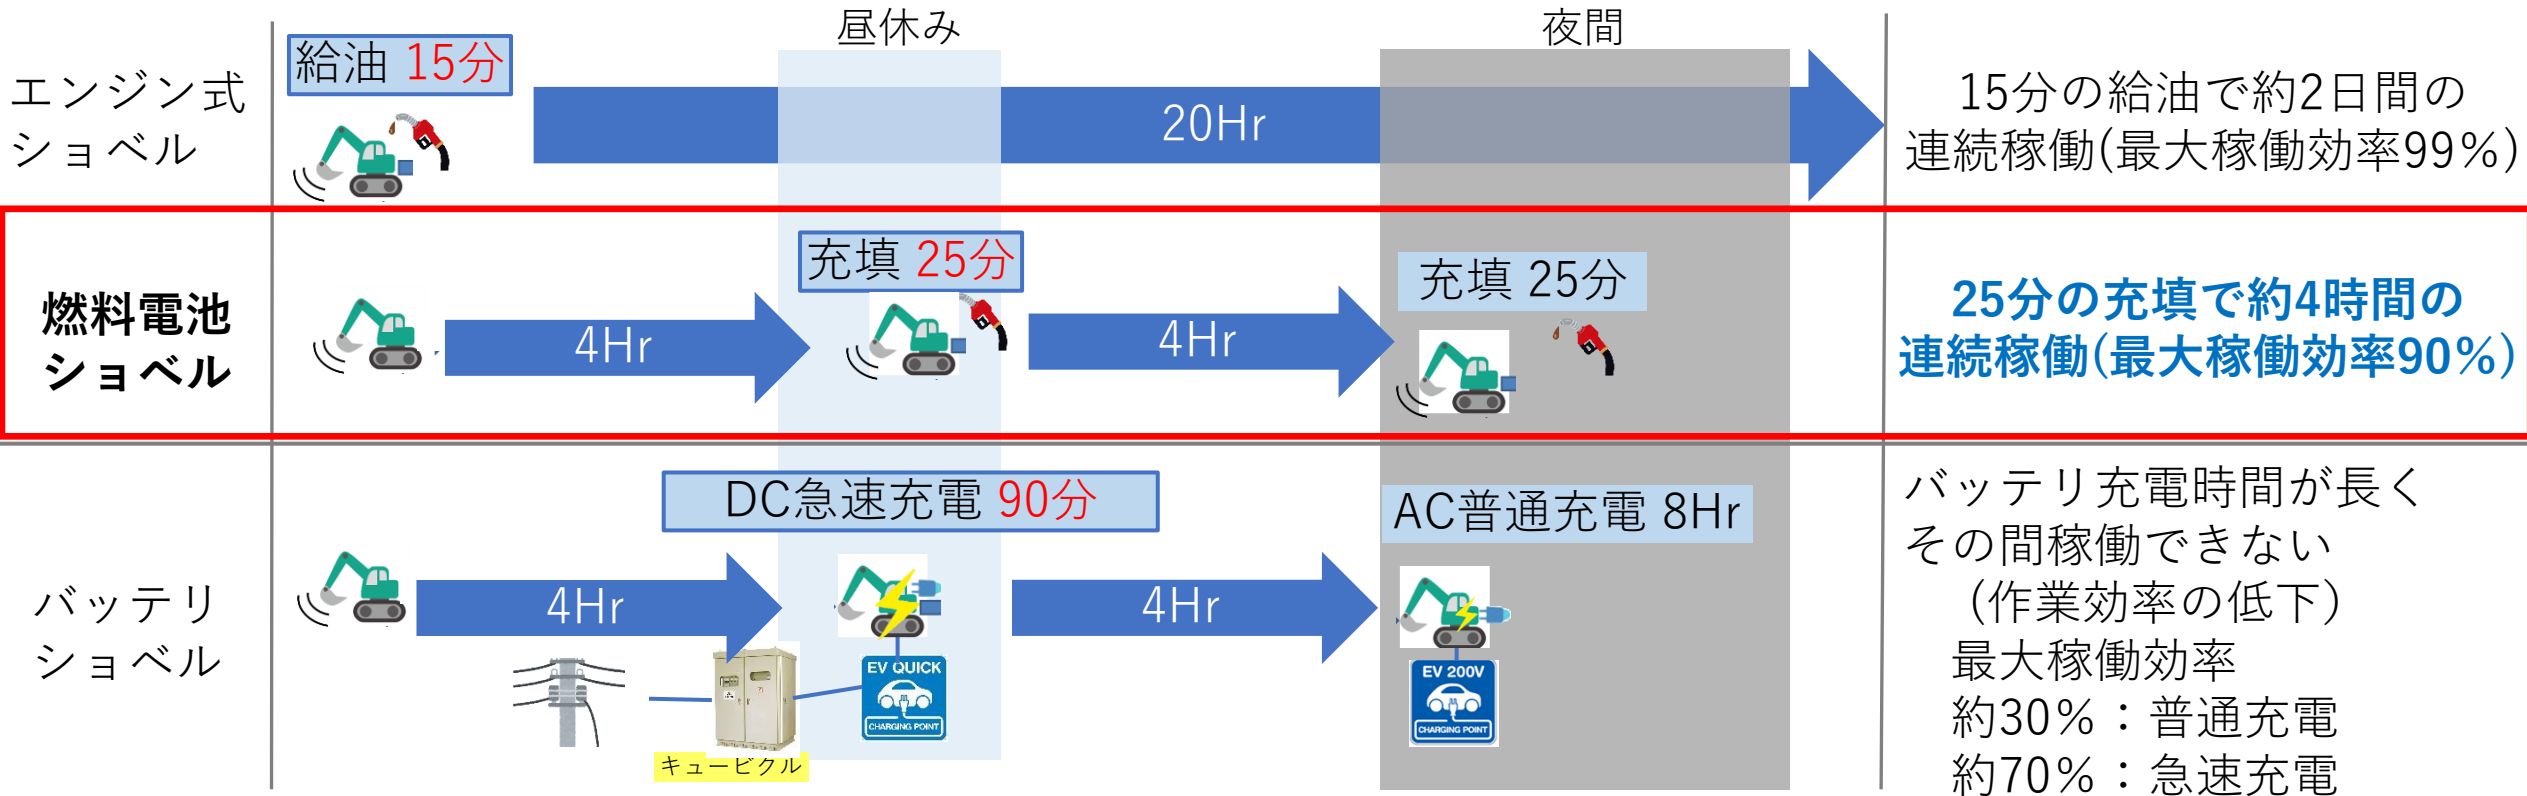 昼休み
夜間
エンジン式
ショベル
給油 15分
20Hr
15分の給油で約2日間の
連続稼働(最大稼働効率99%)
燃料電池
ショベル
4Hr
充填 25分
4Hr
充填 25分
25分の充填で約4時間の
連続稼働(最大稼働効率90%)
バッテリ
ショベル
4Hr
DC急速充電 90分
4Hr
AC普通充電 8Hr
キュービクル
EV QUICK
CHARGING POINT
EV 200V
CHARGING POINT
バッテリ充電時間が長く
その間稼働できない
(作業効率の低下)
最大稼働効率
約30%:普通充電
約70%:急速充電